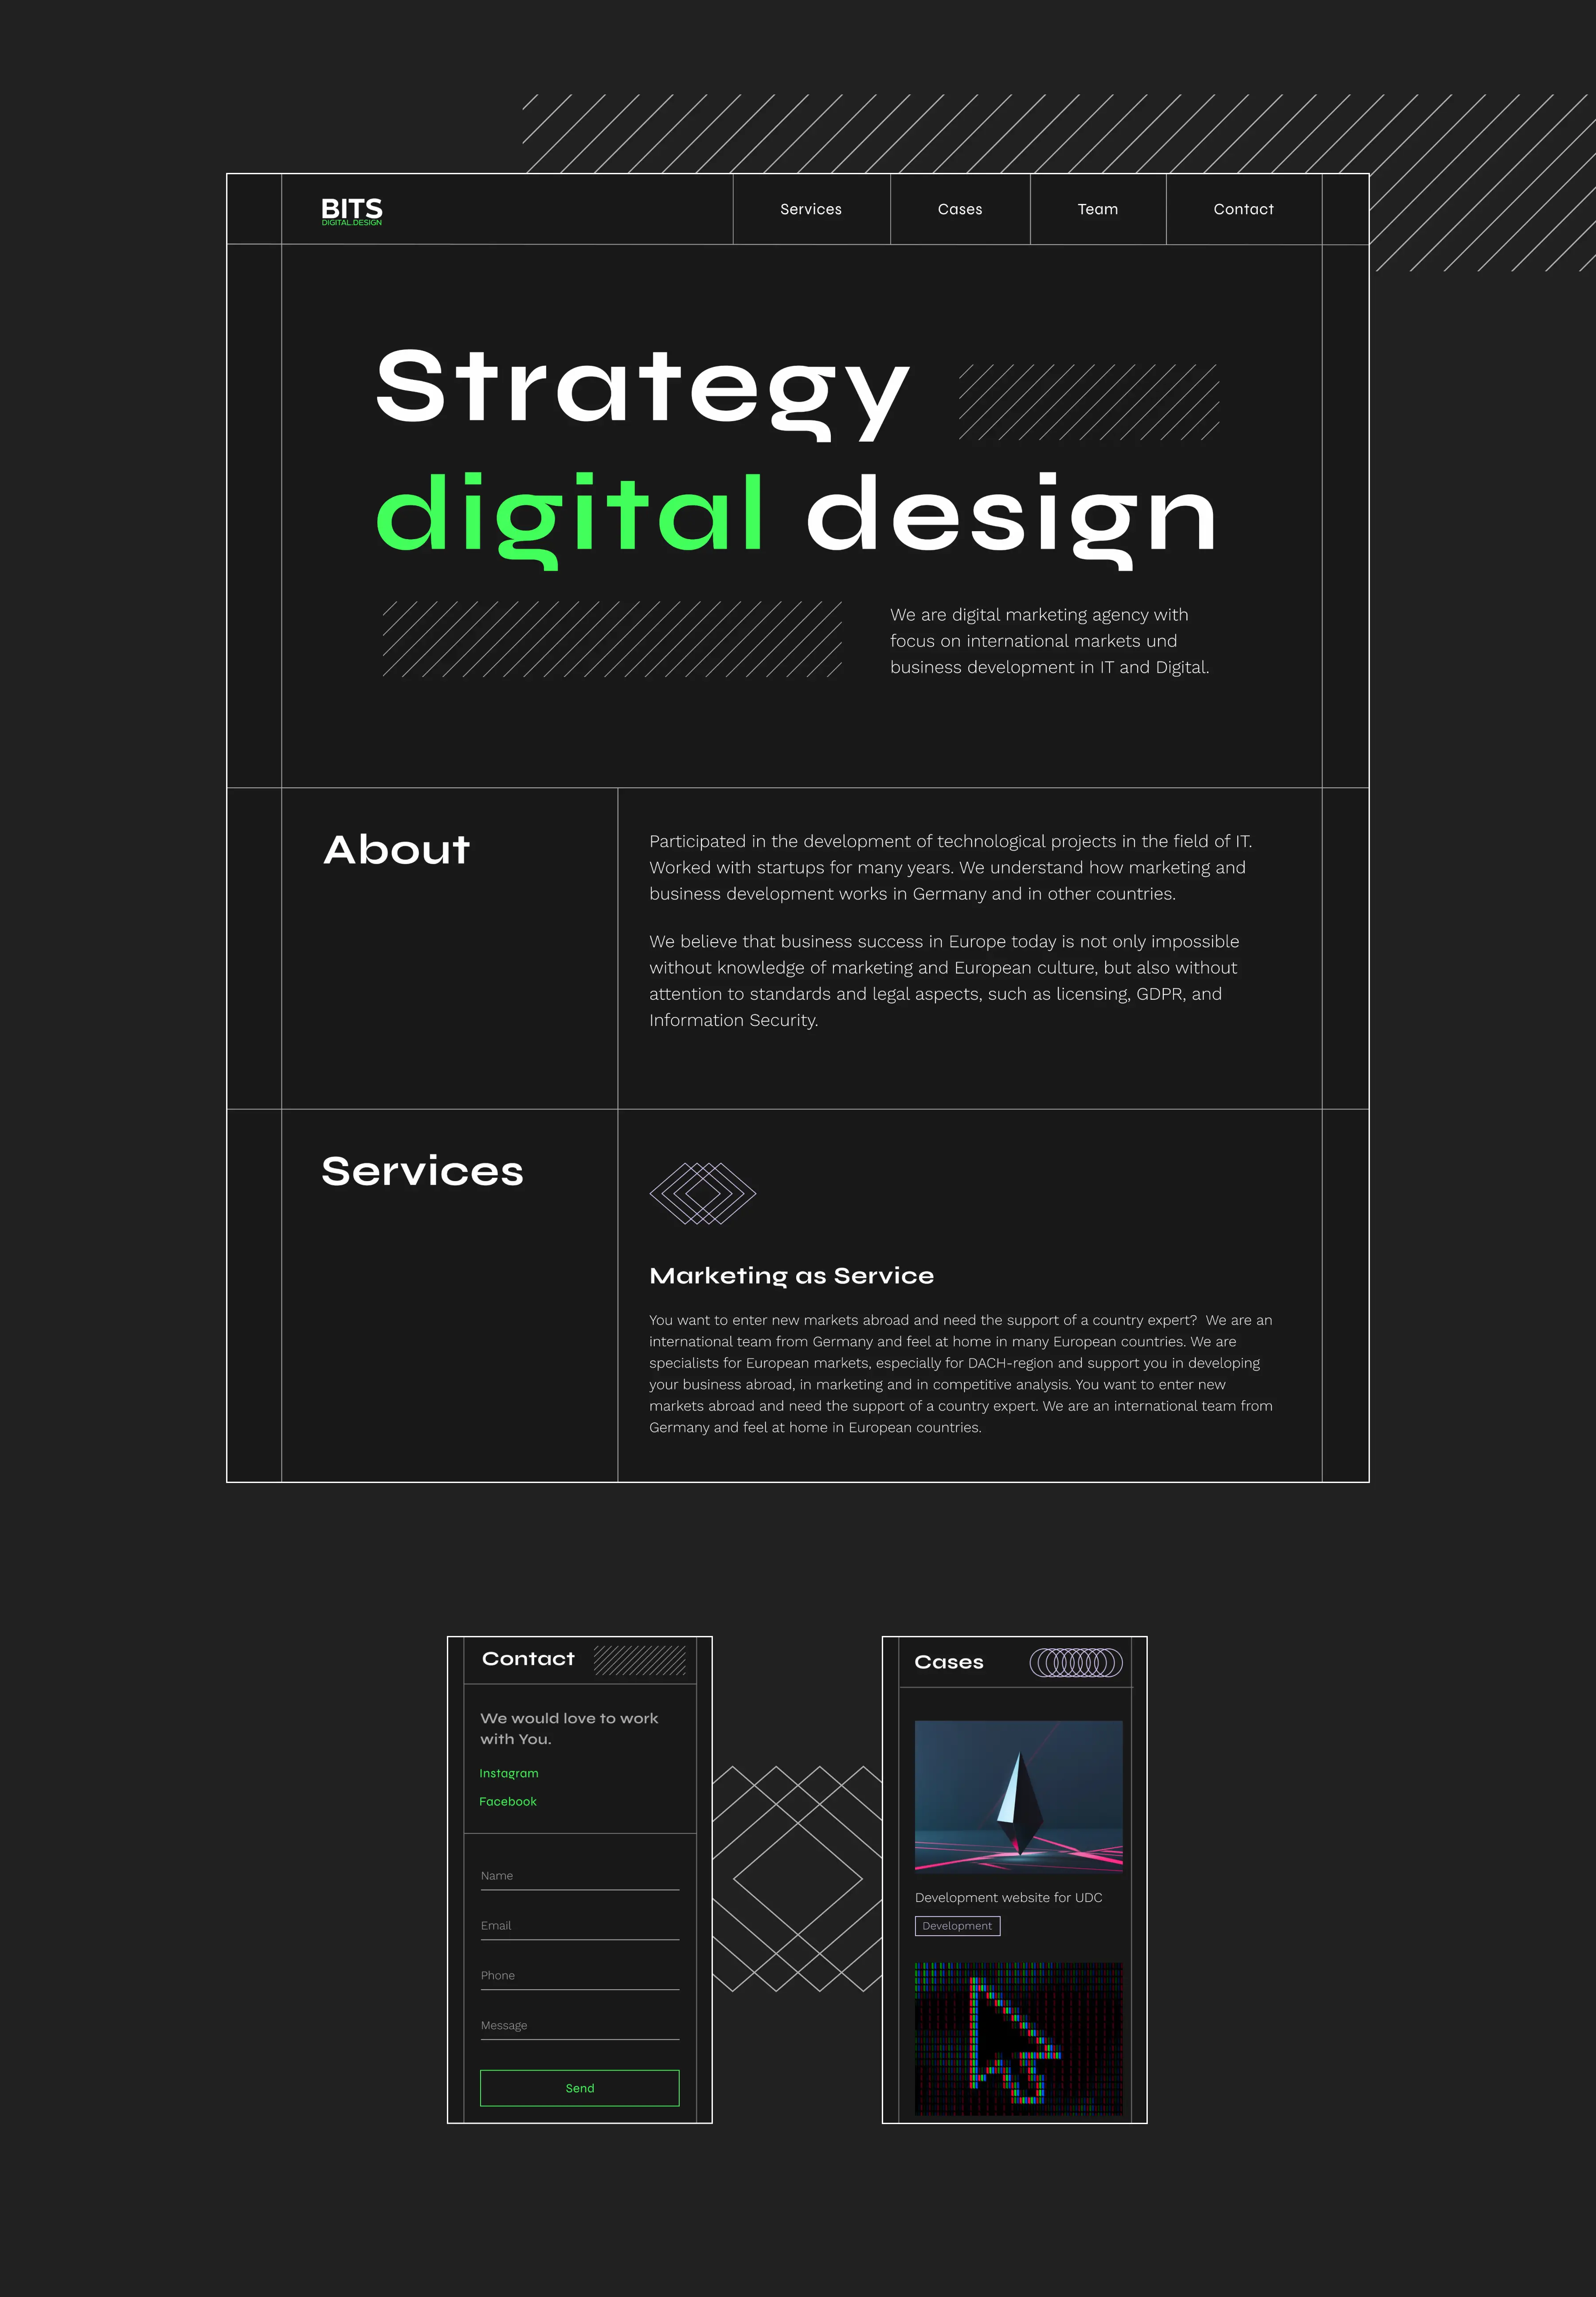 BITS
DIGITAL.DESIGN
Services
Cases
Team
Contact
Strategy
digital design
We are digital marketing agency with
focus on international markets und
business development in IT and Digital.
About
Participated in the development of technological projects in the field of IT.
Worked with startups for many years. We understand how marketing and
business development works in Germany and in other countries.
We believe that business success in Europe today is not only impossible
without knowledge of marketing and European culture, but also without
attention to standards and legal aspects, such as licensing, GDPR, and
Information Security.
Services
Marketing as Service
You want to enter new markets abroad and need the support of a country expert?  We are an
international team from Germany and feel at home in many European countries. We are
specialists for European markets, especially for DACH-region and support you in developing
your business abroad, in marketing and in competitive analysis. You want to enter new
markets abroad and need the support of a country expert. We are an international team from
Germany and feel at home in European countries.
Contact
We would love to work
with You.
Instagram
Facebook
Name
Email
Phone
Message
Send
Cases
Development website for UDC
Development